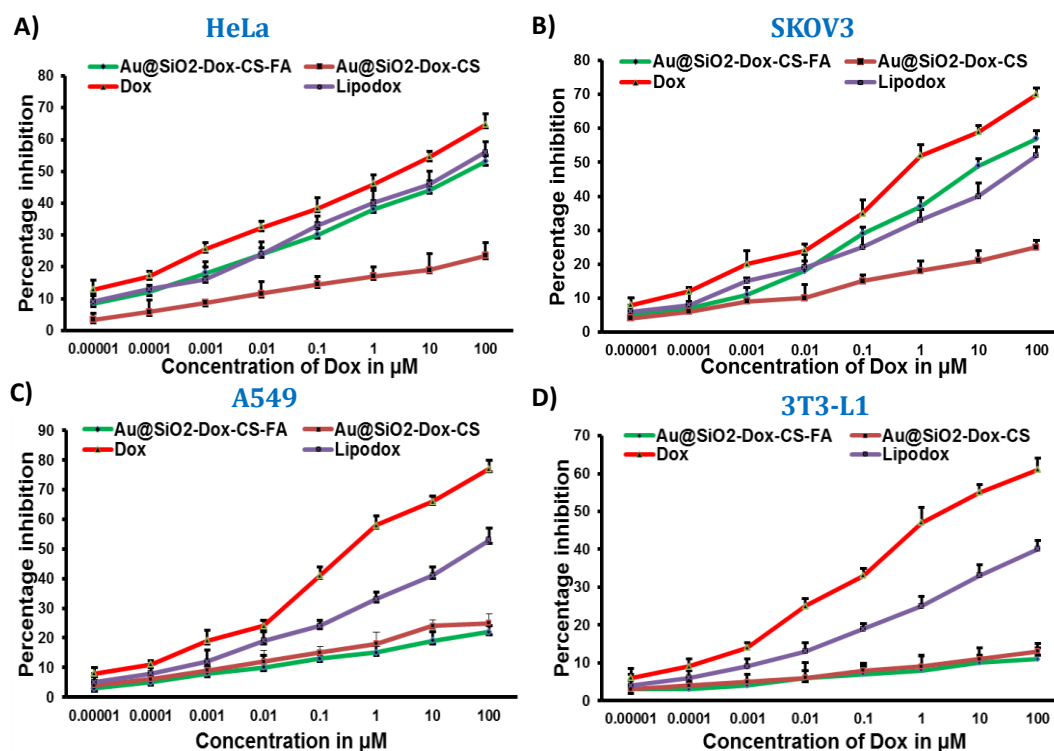 A)
HeLa
Au@SiO2-Dox-CS-FA
Au@SiO2-Dox-CS
Dox
Lipodox
Percentage inhibition
80
70
60
50
40
30
20
10
0
0.00001 0.0001 0.001 0.01 0.1 1 10 100
Concentration of Dox in µM
B)
SKOV3
Au@SiO2-Dox-CS-FA
Au@SiO2-Dox-CS
Dox
Lipodox
Percentage inhibition
80
70
60
50
40
30
20
10
0
0.00001 0.0001 0.001 0.01 0.1 1 10 100
Concentration of Dox in µM
C)
A549
Au@SiO2-Dox-CS-FA
Au@SiO2-Dox-CS
Dox
Lipodox
Percentage inhibition
90
80
70
60
50
40
30
20
10
0
0.00001 0.0001 0.001 0.01 0.1 1 10 100
Concentration in µM
D)
3T3-L1
Au@SiO2-Dox-CS-FA
Au@SiO2-Dox-CS
Dox
Lipodox
Percentage inhibition
70
60
50
40
30
20
10
0
0.00001 0.0001 0.001 0.01 0.1 1 10 100
Concentration of Dox in µM